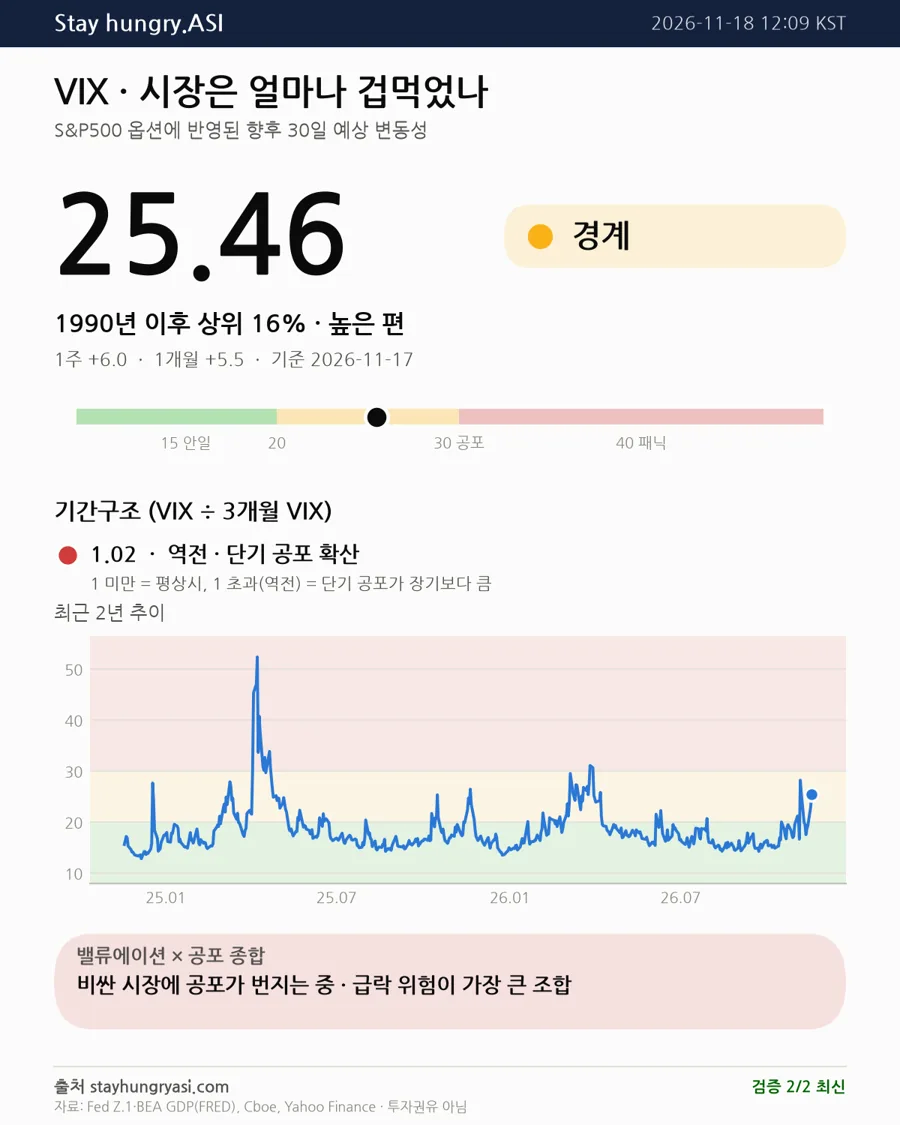 Stay hungry.ASI
2026-11-18 12:09 KST
VIX · 시장은 얼마나 겁먹었나
S&P500 옵션에 반영된 향후 30일 예상 변동성
25.46
경계
1990년 이후 상위 16% · 높은 편
1주 +6.0 · 1개월 +5.5 · 기준 2026-11-17
15 안일
20
30 공포
40 패닉
기간구조 (VIX ÷ 3개월 VIX)
1.02 · 역전 · 단기 공포 확산
1 미만 = 평상시, 1 초과(역전) = 단기 공포가 장기보다 큼
최근 2년 추이
50
40
30
20
10
25.01
25.07
26.01
26.07
밸류에이션 × 공포 종합
비싼 시장에 공포가 번지는 중 · 급락 위험이 가장 큰 조합
출처 stayhungryasi.com
검증 2/2 최신
자료: Fed Z.1·BEA GDP(FRED), Cboe, Yahoo Finance · 투자권유 아님